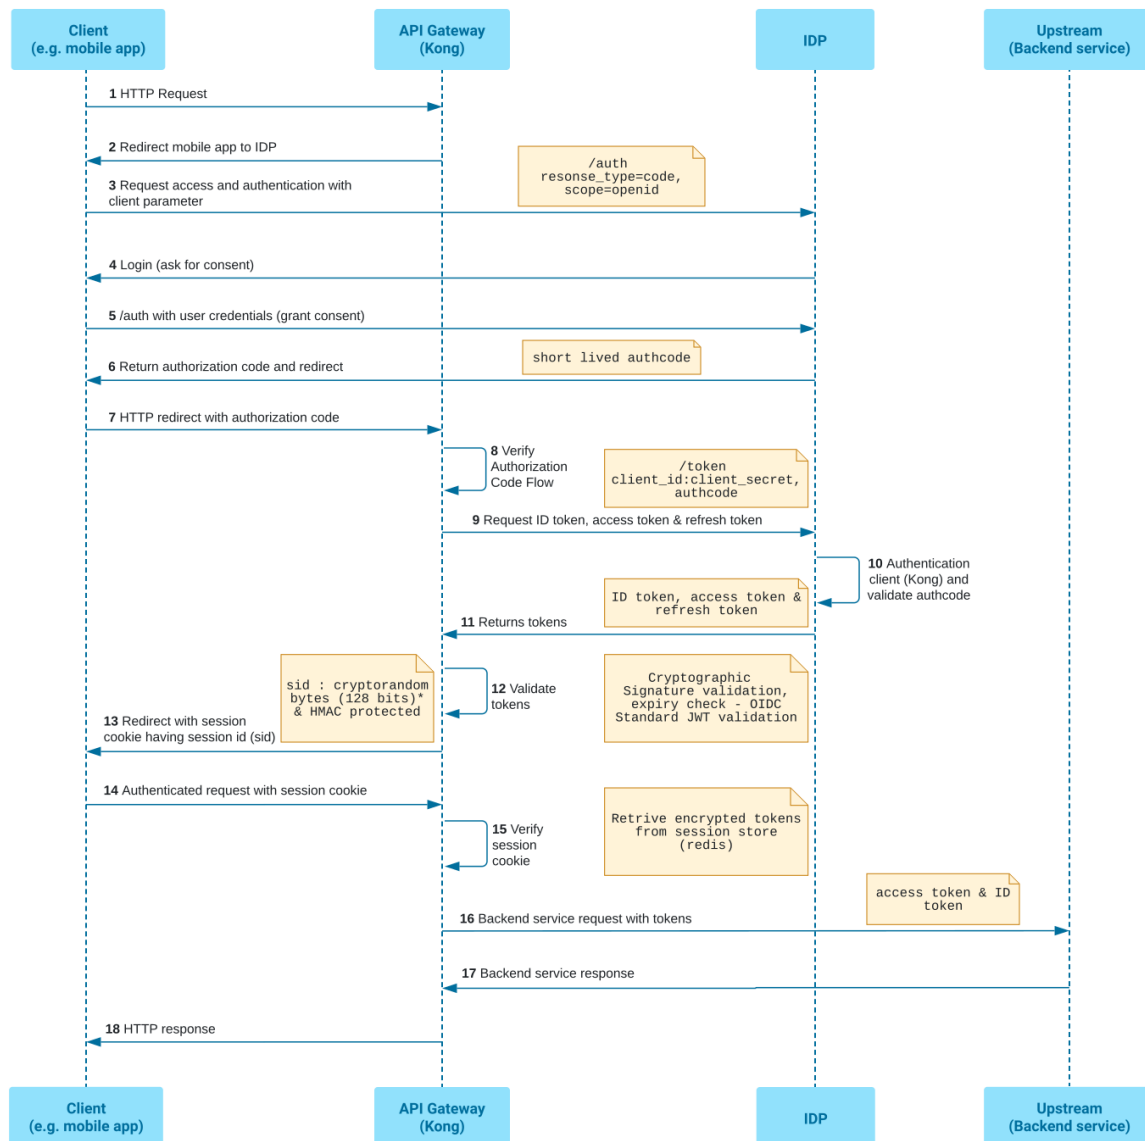 Client
(e.g. mobile app)
API Gateway
(Kong)
IDP
Upstream
(Backend service)
1 HTTP Request
2 Redirect mobile app to IDP
/auth
resonse_type=code,
scope=openid
3 Request access and authentication with
client parameter
4 Login (ask for consent)
5 /auth with user credentials (grant consent)
short lived authcode
6 Return authorization code and redirect
7 HTTP redirect with authorization code
8 Verify
Authorization
Code Flow
/token
client_id:client_secret,
authcode
9 Request ID token, access token & refresh token
10 Authentication
client (Kong) and
validate authcode
ID token, access token &
refresh token
11 Returns tokens
sid : cryptorandom
bytes (128 bits)*
& HMAC protected
12 Validate
tokens
Cryptographic
Signature validation,
expiry check - OIDC
Standard JWT validation
13 Redirect with session
cookie having session id (sid)
14 Authenticated request with session cookie
15 Verify
session
cookie
Retrive encrypted tokens
from session store
(redis)
access token & ID
token
16 Backend service request with tokens
17 Backend service response
18 HTTP response
Client
(e.g. mobile app)
API Gateway
(Kong)
IDP
Upstream
(Backend service)